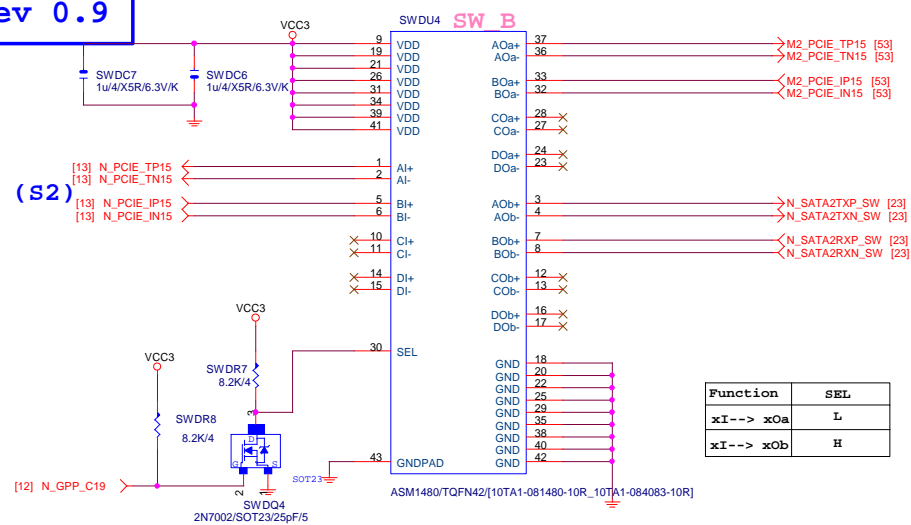 ev 0.9
VCC3
SWDU4
SW_B
SWDC7
1u/4/X5R/6.3V/K
SWDC6
1u/4/X5R/6.3V/K
9 VDD
19 VDD
21 VDD
26 VDD
31 VDD
34 VDD
39 VDD
41 VDD
AOa+ 37 M2_PCIE_TP15 [53]
AOa- 36 M2_PCIE_TN15 [53]
BOa+ 33 M2_PCIE_IP15 [53]
BOa- 32 M2_PCIE_IN15 [53]
COa+ 28
COa- 27
DOa+ 24
DOa- 23
(S2)
[13] N_PCIE_TP15 1 AI+
[13] N_PCIE_TN15 2 AI-
[13] N_PCIE_IP15 5 BI+
[13] N_PCIE_IN15 6 BI-
10 CI+
11 CI-
14 DI+
15 DI-
AOb+ 3 N_SATA2TXP_SW [23]
AOb- 4 N_SATA2TXN_SW [23]
BOb+ 7 N_SATA2RXP_SW [23]
BOb- 8 N_SATA2RXN_SW [23]
COb+ 12
COb- 13
DOb+ 16
DOb- 17
30 SEL
VCC3
SWDR7
8.2K/4
VCC3
SWDR8
8.2K/4
3
D
G
S
2
1
[12] N_GPP_C19
SWDQ4
2N7002/SOT23/25pF/5
SOT23
43 GNDPAD
GND 18
GND 20
GND 22
GND 25
GND 29
GND 35
GND 38
GND 40
GND 42
ASM1480/TQFN42/[10TA1-081480-10R_10TA1-084083-10R]
Function SEL
xI--> xOa L
xI--> xOb H